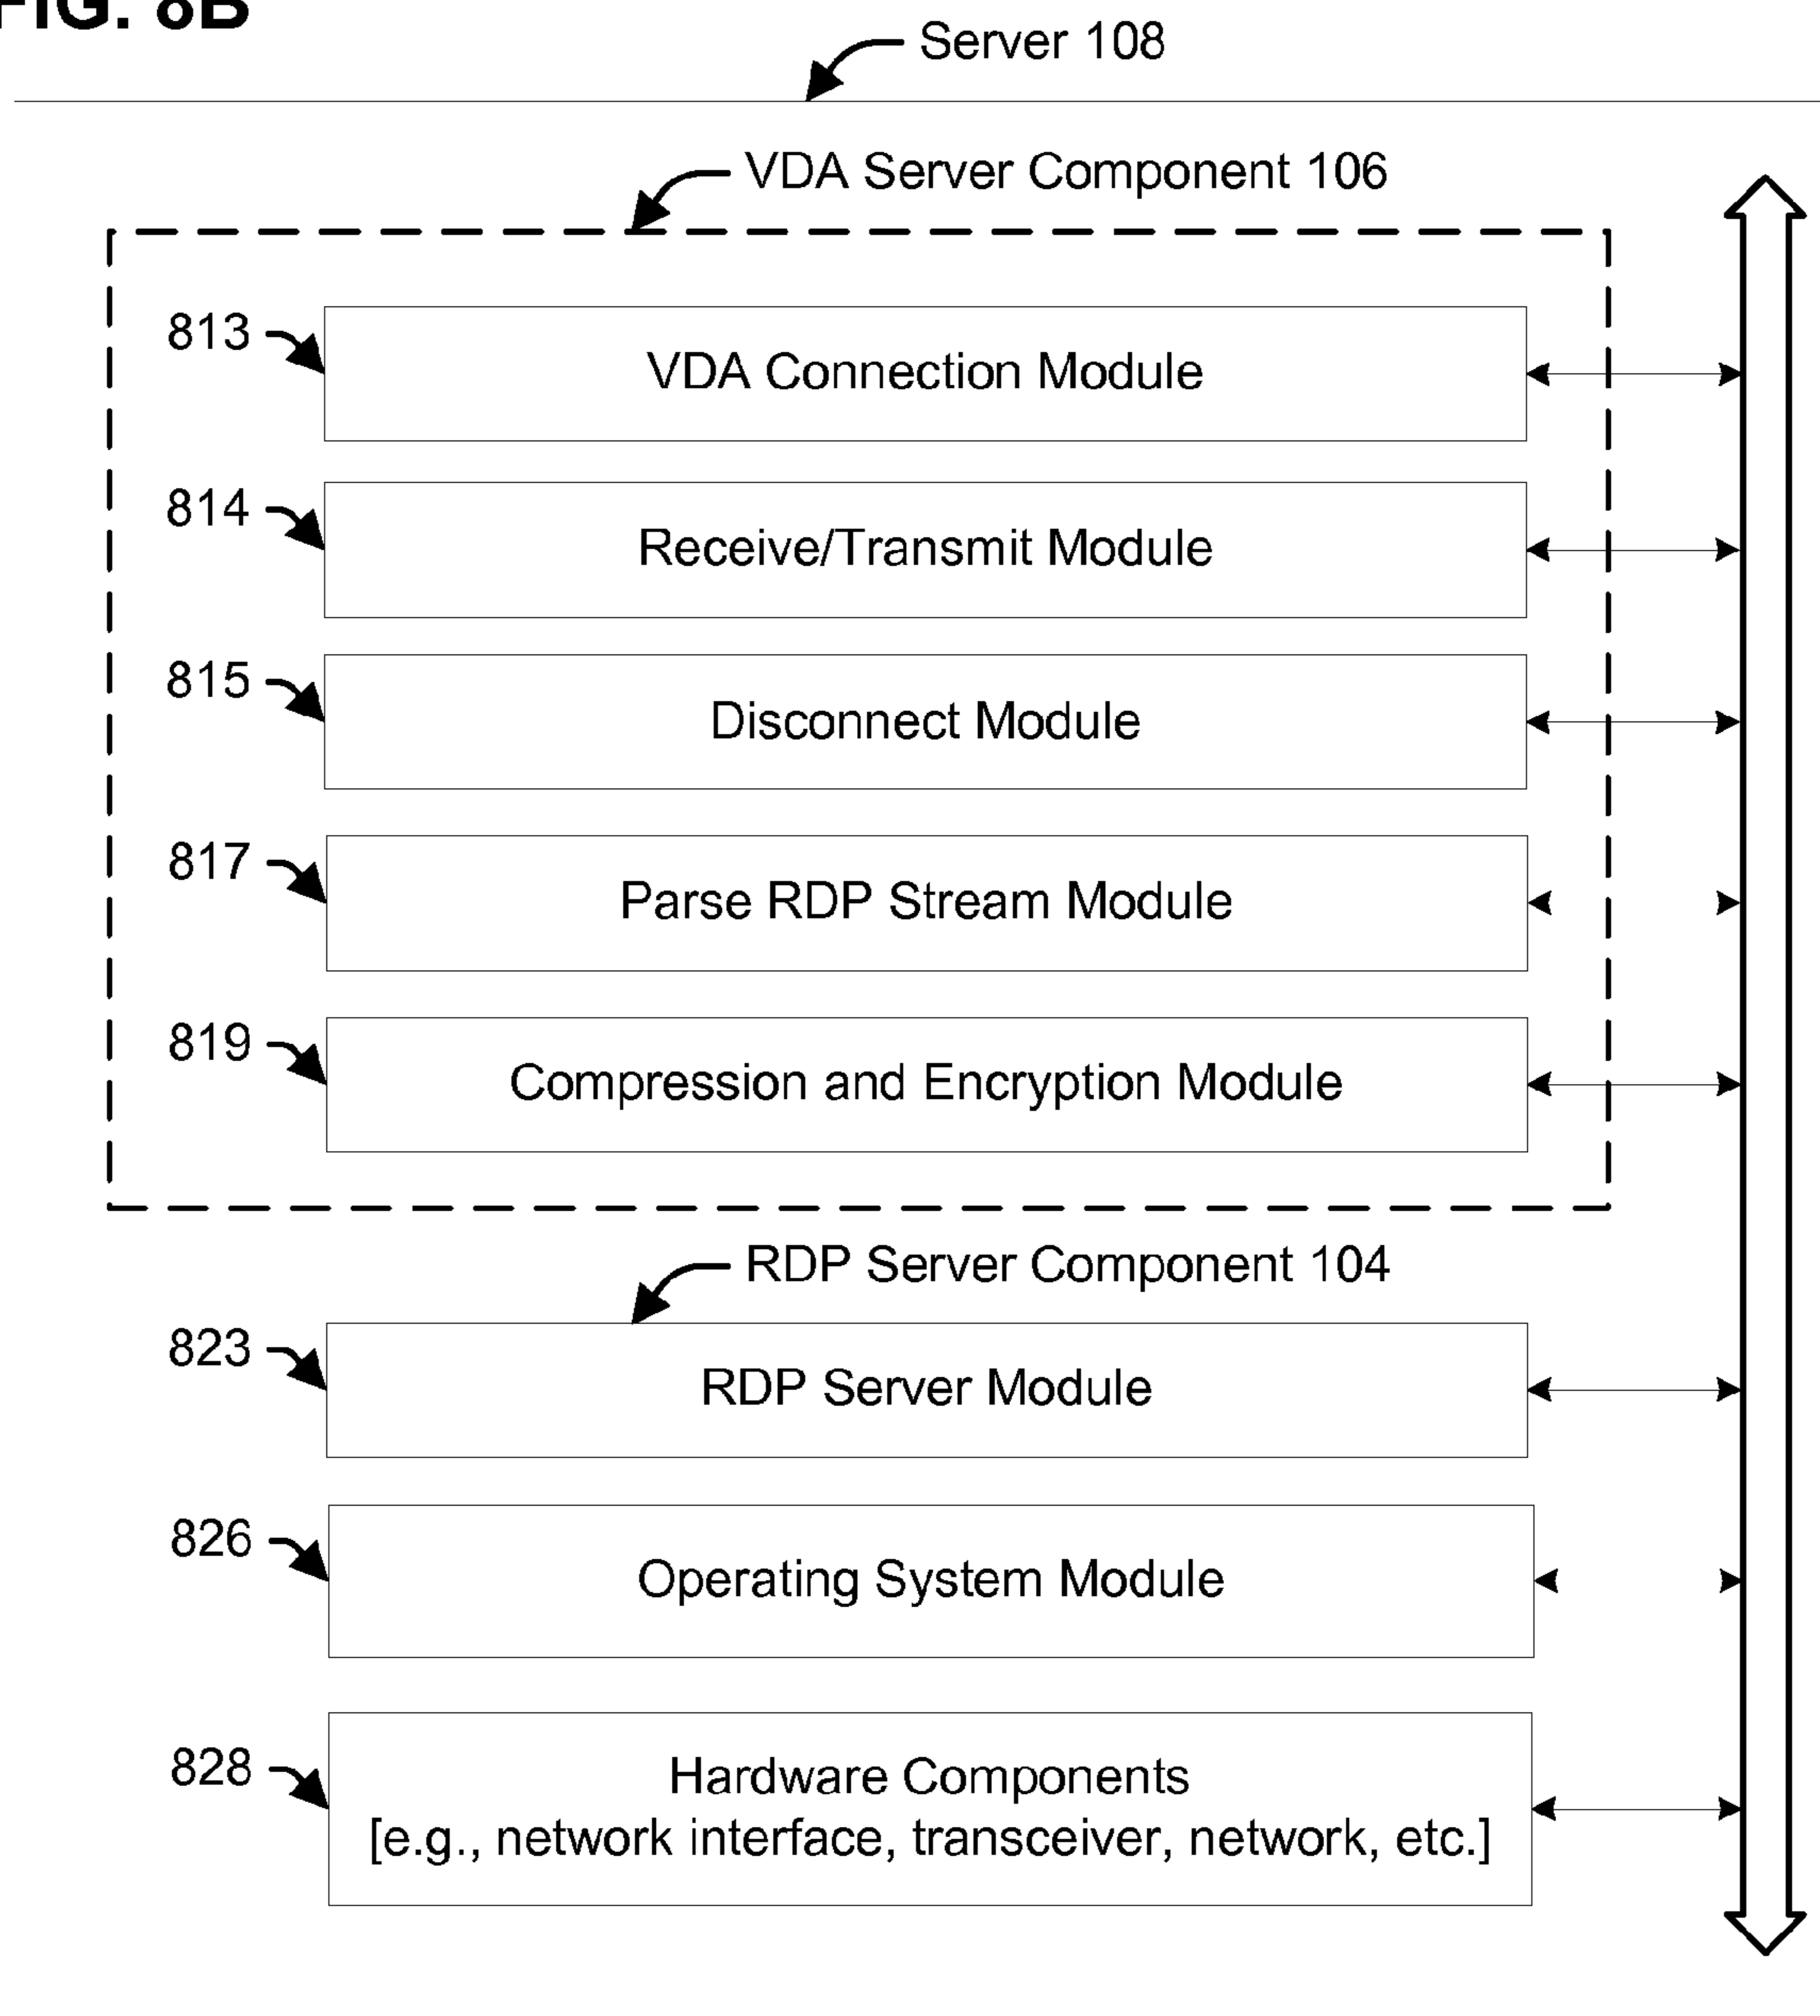 FIG. 8B
Server 108
VDA Server Component 106
813
VDA Connection Module
814
Receive/Transmit Module
815
Disconnect Module
817
Parse RDP Stream Module
819
Compression and Encryption Module
RDP Server Component 104
823
RDP Server Module
826
Operating System Module
828
Hardware Components
[e.g., network interface, transceiver, network, etc.]